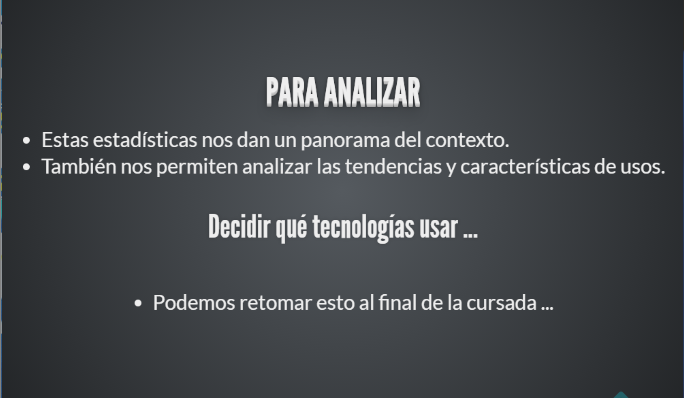 PARA ANALIZAR
• Estas estadísticas nos dan un panorama del contexto.
• También nos permiten analizar las tendencias y características de usos.
Decidir qué tecnologías usar ...
• Podemos retomar esto al final de la cursada ...